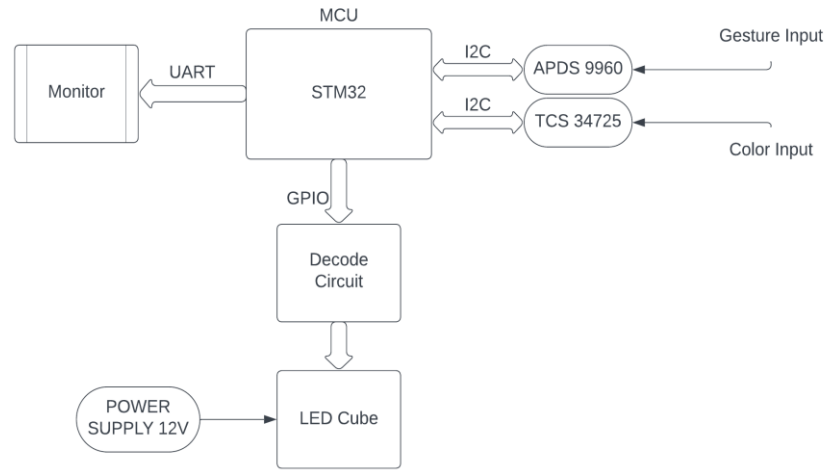 MCU
Gesture Input
I2C
UART
Monitor
STM32
APDS 9960
I2C
TCS 34725
Color Input
GPIO
Decode
Circuit
POWER
SUPPLY 12V
LED Cube